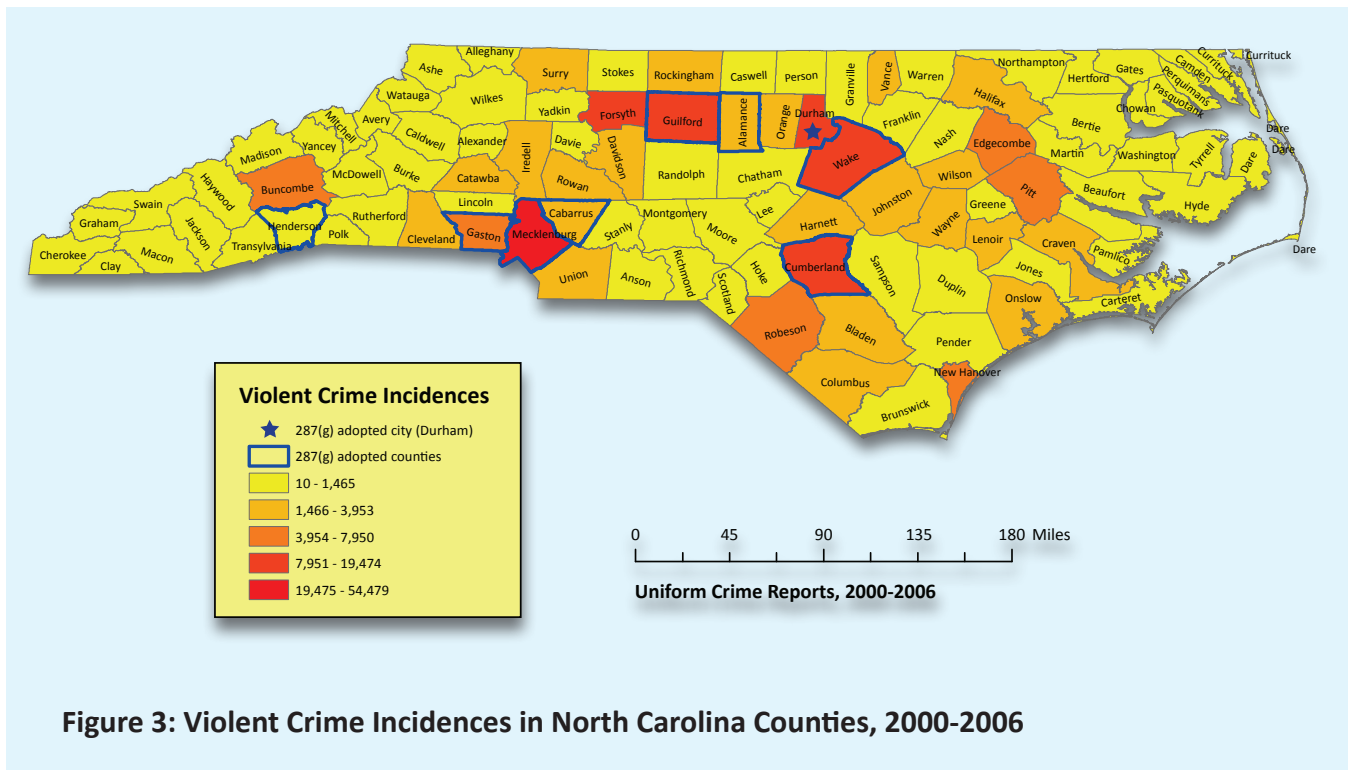 Alleghany
Ashe
Surry
Stokes
Rockingham
Caswell
Person
Granville
Vance
Warren
Northampton
Hertford
Gates
Currituck
Camden
Currituck
Perquimans
Pasquotank
Chowan
Watauga
Wilkes
Yadkin
Forsyth
Guilford
Alamance
Orange
Durham
Franklin
Halifax
Bertie
Dare
Dare
Mitchell
Avery
Caldwell
Alexander
Iredell
Davie
Davidson
Wake
Nash
Edgecombe
Martin
Washington
Tyrrell
Dare
Madison
Yancey
McDowell
Burke
Catawba
Rowan
Randolph
Chatham
Wilson
Pitt
Beaufort
Hyde
Haywood
Buncombe
Swain
Graham
Jackson
Henderson
Transylvania
Polk
Rutherford
Cleveland
Lincoln
Gaston
Mecklenburg
Cabarrus
Stanly
Montgomery
Moore
Lee
Harnett
Johnston
Wayne
Greene
Lenoir
Craven
Pamlico
Dare
Cherokee
Clay
Macon
Union
Anson
Richmond
Scotland
Hoke
Cumberland
Sampson
Duplin
Jones
Onslow
Carteret
Robeson
Bladen
Pender
New Hanover
Columbus
Brunswick
Violent Crime Incidences
287(g) adopted city (Durham)
287(g) adopted counties
10 - 1,465
1,466 - 3,953
3,954 - 7,950
7,951 - 19,474
19,475 - 54,479
0 45 90 135 180 Miles
Uniform Crime Reports, 2000-2006
Figure 3: Violent Crime Incidences in North Carolina Counties, 2000-2006